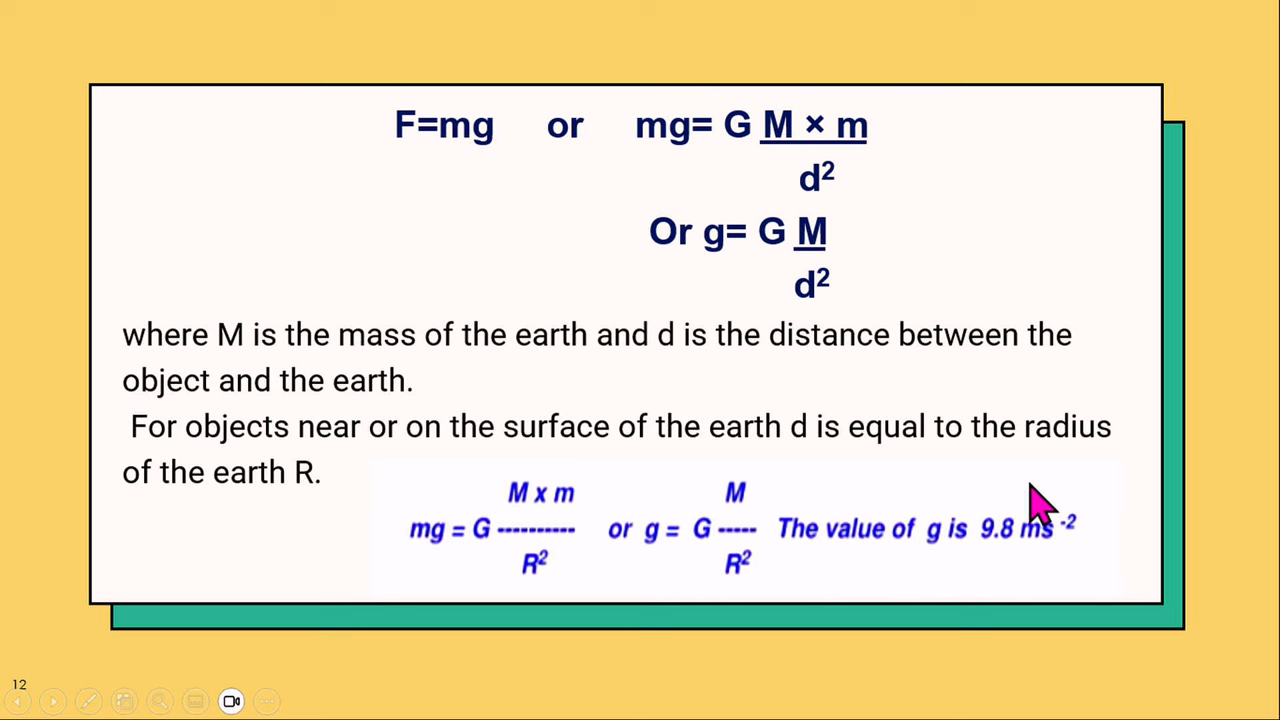 F=mg or mg= G M × m
d²
Or g= G M
d²
where M is the mass of the earth and d is the distance between the
object and the earth.
For objects near or on the surface of the earth d is equal to the radius
of the earth R.
M x m M
mg = G ---------- or g = G ----- The value of g is 9.8 ms ⁻²
R² R²
12